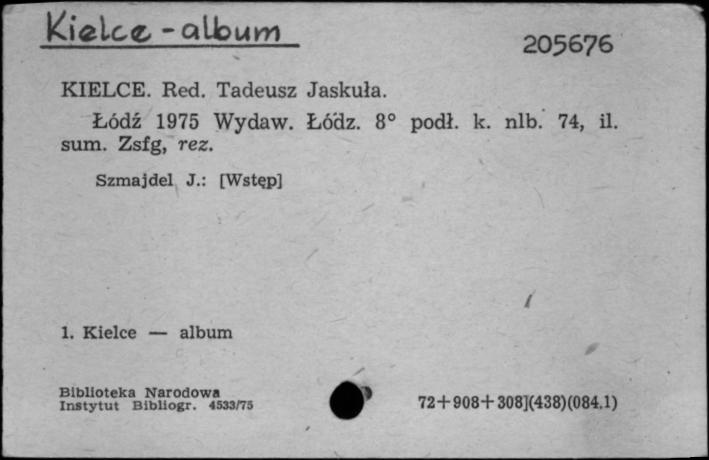 Kielce - album
205676
KIELCE. Red. Tadeusz Jaskuła.
Łódź 1975 Wydaw. Łódz. 8° podł. k. nlb. 74, il.
sum. Zsfg, rez.
Szmajdel J.: [Wstęp]
1. Kielce — album
Biblioteka Narodowa
Instytut Bibliogr. 4533/75
72+908+308](438)(084.1)